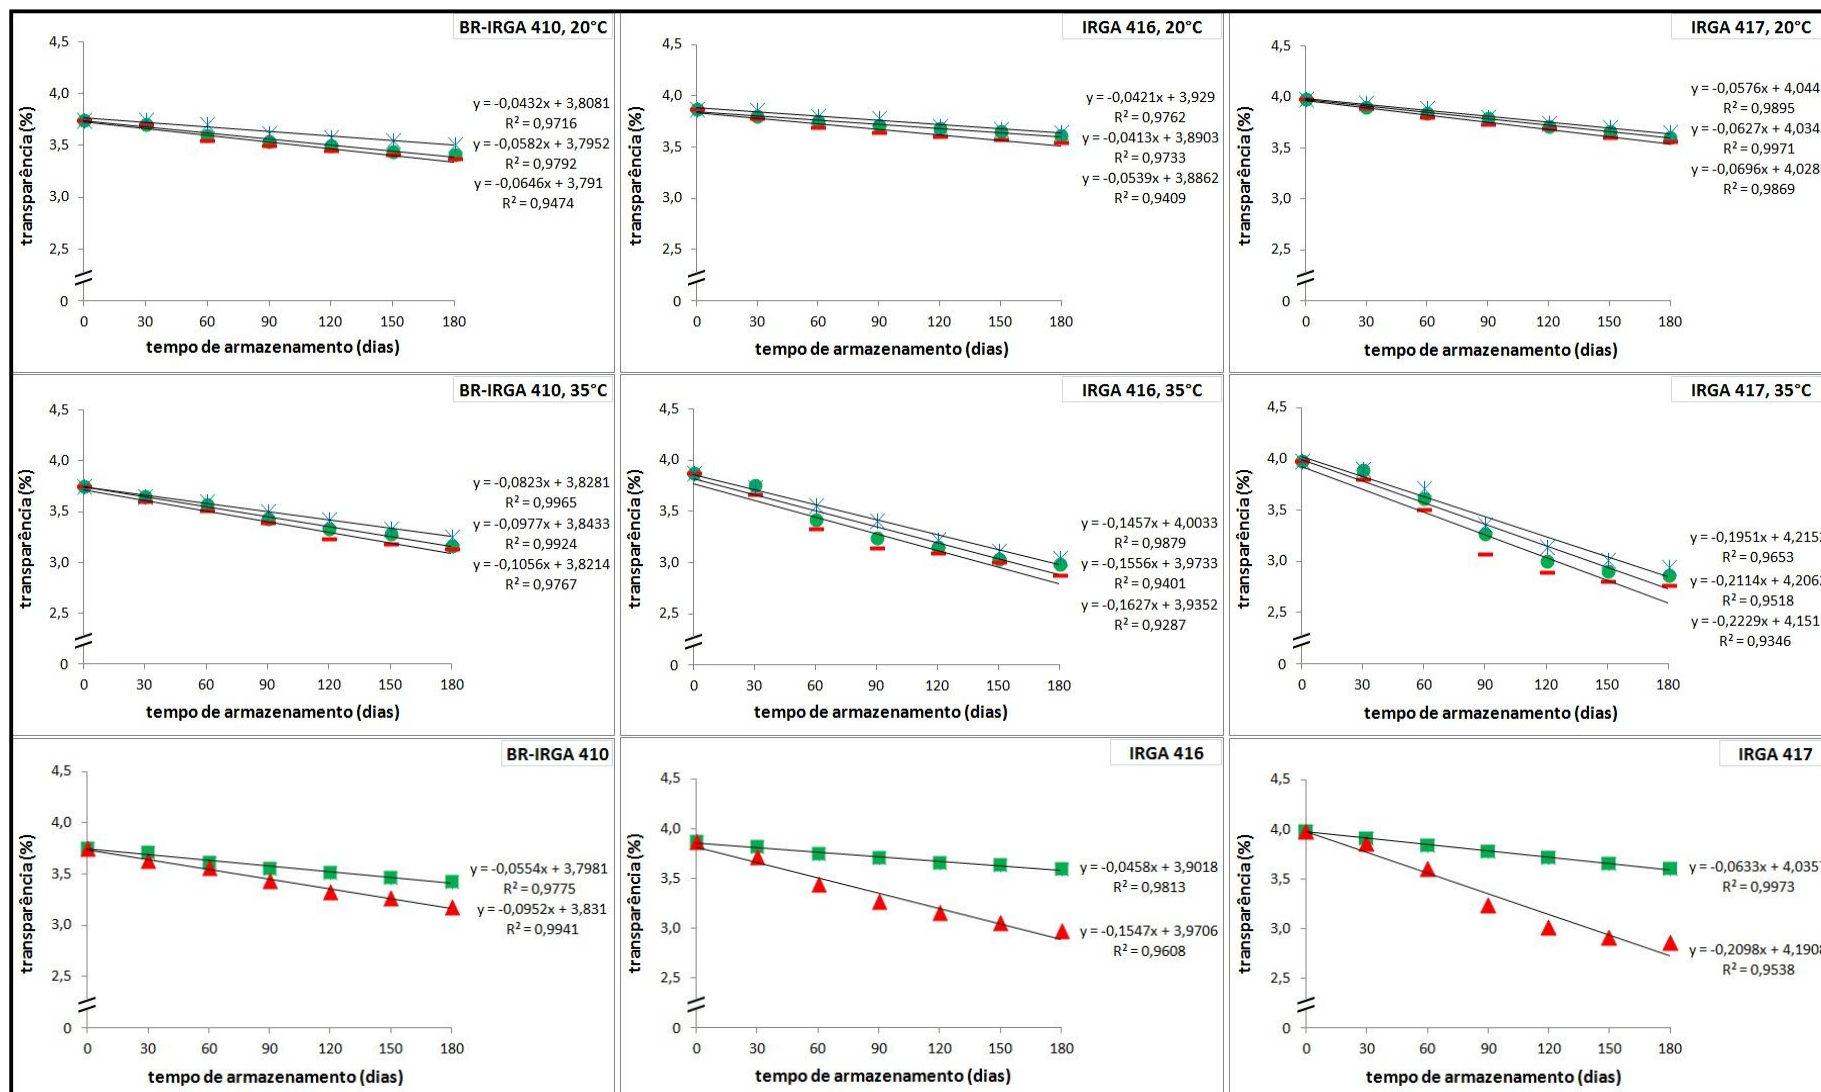 BR-IRGA 410, 20°C
4,5
4,0
3,5
3,0
2,5
0
transparência (%)
y = -0,0432x + 3,8081
R² = 0,9716
y = -0,0582x + 3,7952
R² = 0,9792
y = -0,0646x + 3,791
R² = 0,9474
0 30 60 90 120 150 180
tempo de armazenamento (dias)
IRGA 416, 20°C
4,5
4,0
3,5
3,0
2,5
0
transparência (%)
y = -0,0421x + 3,929
R² = 0,9762
y = -0,0413x + 3,8903
R² = 0,9733
y = -0,0539x + 3,8862
R² = 0,9409
0 30 60 90 120 150 180
tempo de armazenamento (dias)
IRGA 417, 20°C
4,5
4,0
3,5
3,0
2,5
0
transparência (%)
y = -0,0576x + 4,044
R² = 0,9895
y = -0,0627x + 4,034
R² = 0,9971
y = -0,0696x + 4,028
R² = 0,9869
0 30 60 90 120 150 180
tempo de armazenamento (dias)
BR-IRGA 410, 35°C
4,5
4,0
3,5
3,0
2,5
0
transparência (%)
y = -0,0823x + 3,8281
R² = 0,9965
y = -0,0977x + 3,8433
R² = 0,9924
y = -0,1056x + 3,8214
R² = 0,9767
0 30 60 90 120 150 180
tempo de armazenamento (dias)
IRGA 416, 35°C
4,5
4,0
3,5
3,0
2,5
0
transparência (%)
y = -0,1457x + 4,0033
R² = 0,9879
y = -0,1556x + 3,9733
R² = 0,9401
y = -0,1627x + 3,9352
R² = 0,9287
0 30 60 90 120 150 180
tempo de armazenamento (dias)
IRGA 417, 35°C
4,5
4,0
3,5
3,0
2,5
0
transparência (%)
y = -0,1951x + 4,215
R² = 0,9653
y = -0,2114x + 4,206
R² = 0,9518
y = -0,2229x + 4,151
R² = 0,9346
0 30 60 90 120 150 180
tempo de armazenamento (dias)
BR-IRGA 410
4,5
4,0
3,5
3,0
2,5
0
transparência (%)
y = -0,0554x + 3,7981
R² = 0,9775
y = -0,0952x + 3,831
R² = 0,9941
0 30 60 90 120 150 180
tempo de armazenamento (dias)
IRGA 416
4,5
4,0
3,5
3,0
2,5
0
transparência (%)
y = -0,0458x + 3,9018
R² = 0,9813
y = -0,1547x + 3,9706
R² = 0,9608
0 30 60 90 120 150 180
tempo de armazenamento (dias)
IRGA 417
4,5
4,0
3,5
3,0
2,5
0
transparência (%)
y = -0,0633x + 4,035
R² = 0,9973
y = -0,2098x + 4,190
R² = 0,9538
0 30 60 90 120 150 180
tempo de armazenamento (dias)